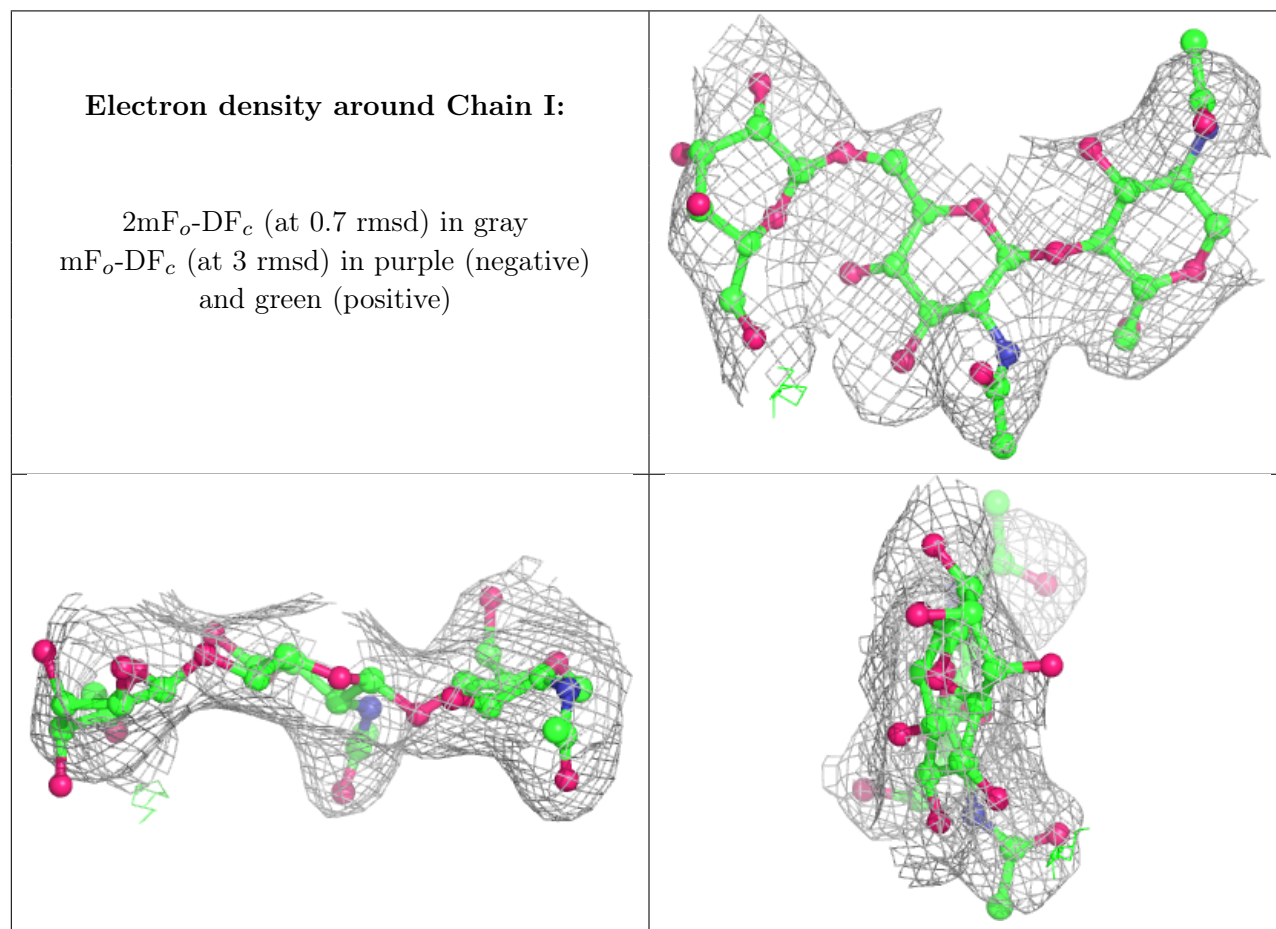 Electron density around Chain I:
2mFo-DFc (at 0.7 rmsd) in gray
mFo-DFc (at 3 rmsd) in purple (negative)
and green (positive)